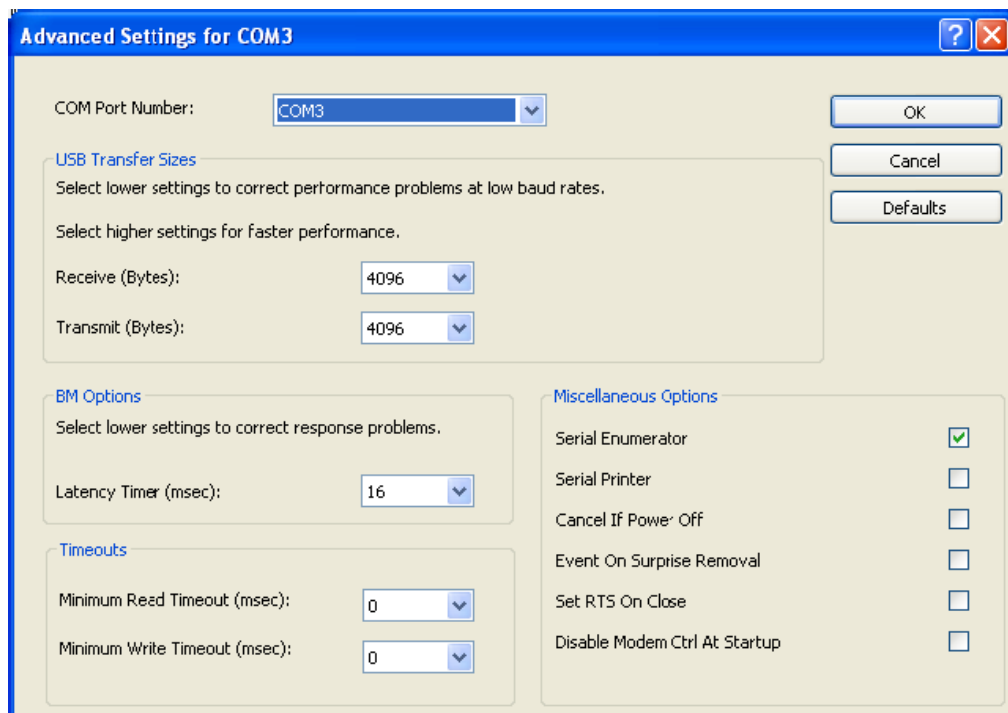 Advanced Settings for COM3
COM Port Number:
COM3
OK
Cancel
Defaults
USB Transfer Sizes
Select lower settings to correct performance problems at low baud rates.
Select higher settings for faster performance.
Receive (Bytes):
4096
Transmit (Bytes):
4096
BM Options
Select lower settings to correct response problems.
Latency Timer (msec):
16
Timeouts
Minimum Read Timeout (msec):
0
Minimum Write Timeout (msec):
0
Miscellaneous Options
Serial Enumerator
Serial Printer
Cancel If Power Off
Event On Surprise Removal
Set RTS On Close
Disable Modem Ctrl At Startup